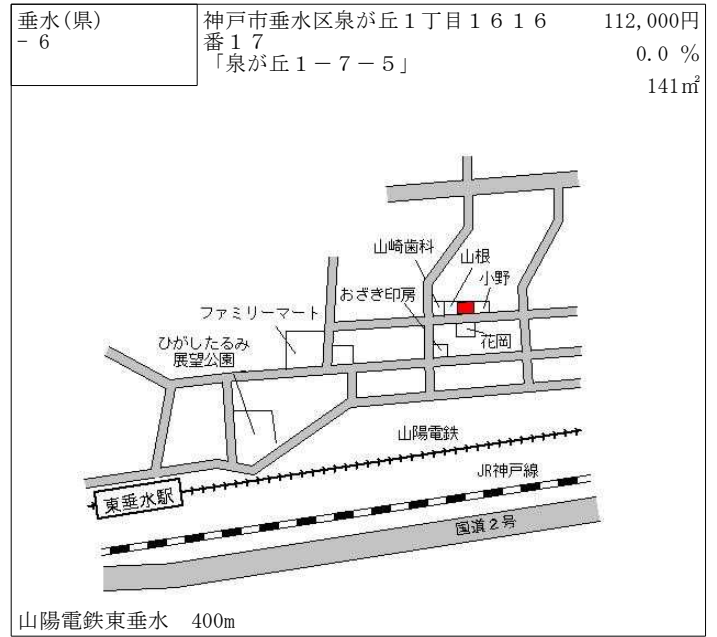 垂水(県)
- 6
神戸市垂水区泉が丘１丁目１６１６
番１７
「泉が丘１－７－５」
112,000円
0.0 %
141㎡
山崎歯科
山根
小野
おざき印房
ファミリーマート
花岡
ひがしたるみ
展望公園
山陽電鉄
JR神戸線
東垂水駅
国道２号
山陽電鉄東垂水　400m